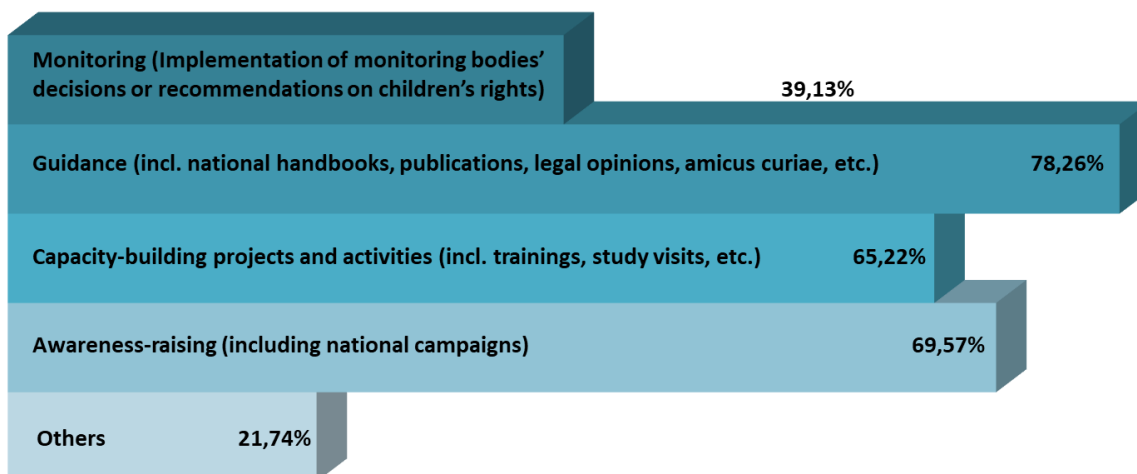 Monitoring (Implementation of monitoring bodies’
decisions or recommendations on children’s rights)
39,13%
Guidance (incl. national handbooks, publications, legal opinions, amicus curiae, etc.) 78,26%
Capacity-building projects and activities (incl. trainings, study visits, etc.) 65,22%
Awareness-raising (including national campaigns) 69,57%
Others 21,74%